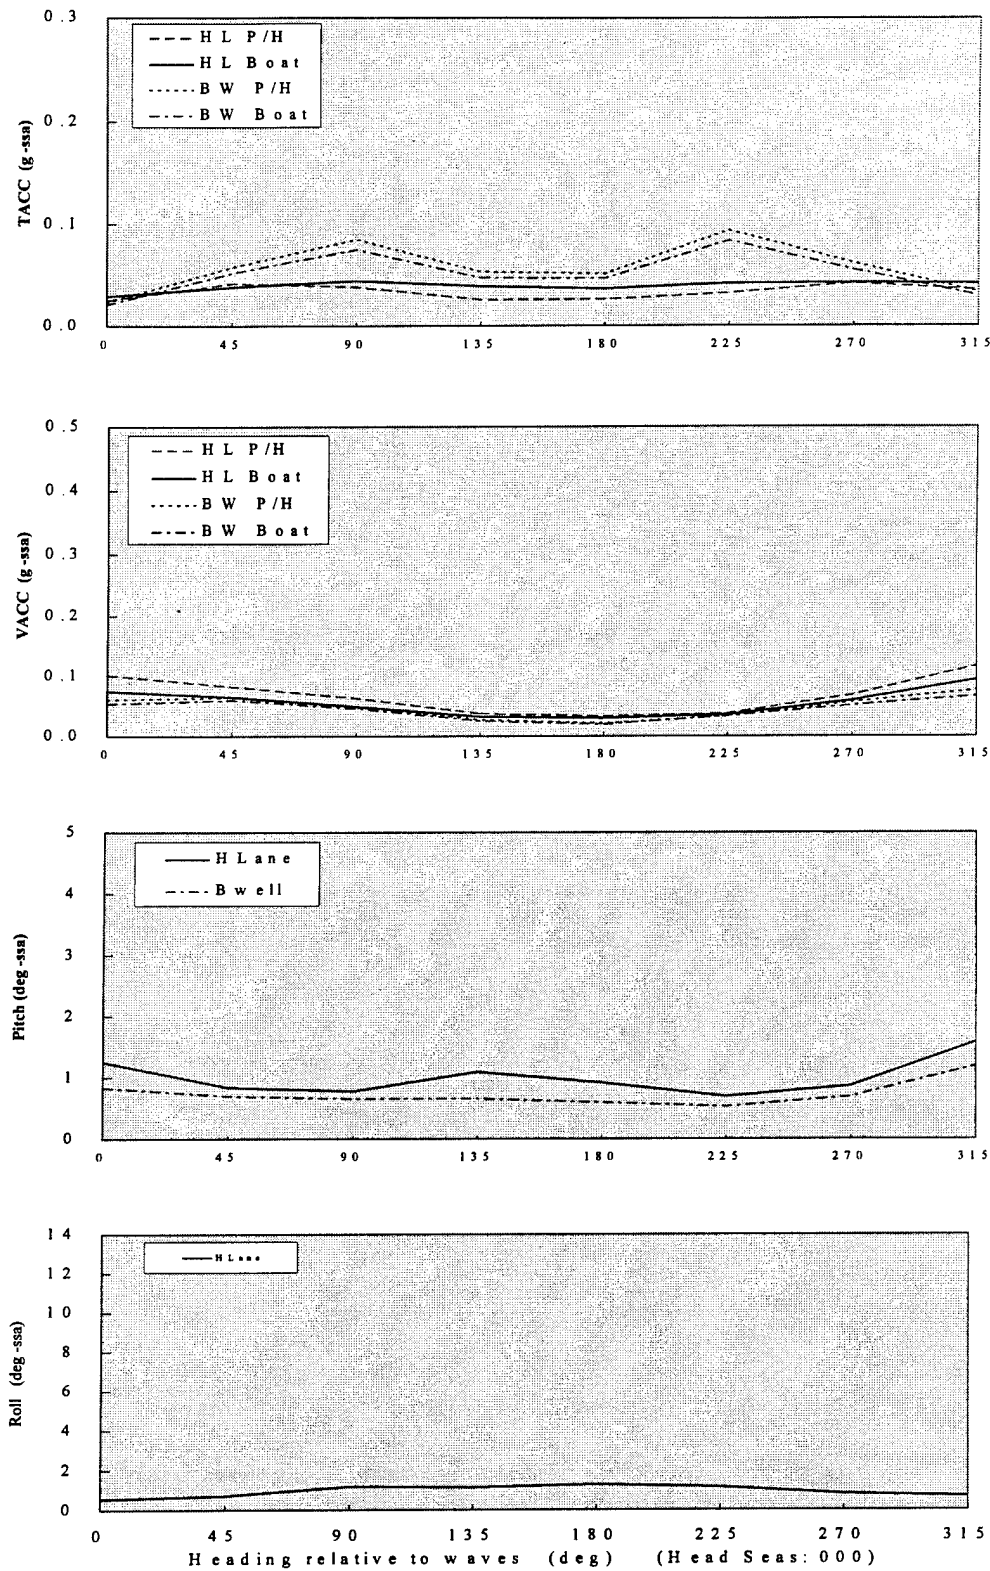 0.3
HL P/H
HL Boat
BW P/H
BW Boat
0.2
TACC (g-ssa)
0.1
0.0
0 45 90 135 180 225 270 315
0.5
HL P/H
HL Boat
BW P/H
BW Boat
0.4
0.3
VACC (g-ssa)
0.2
0.1
0.0
0 45 90 135 180 225 270 315
5
HLane
Bwell
4
3
Pitch (deg-ssa)
2
1
0
0 45 90 135 180 225 270 315
14
HLane
12
10
8
Roll (deg-ssa)
6
4
2
0
0 45 90 135 180 225 270 315
Heading relative to waves (deg) (Head Seas:000)